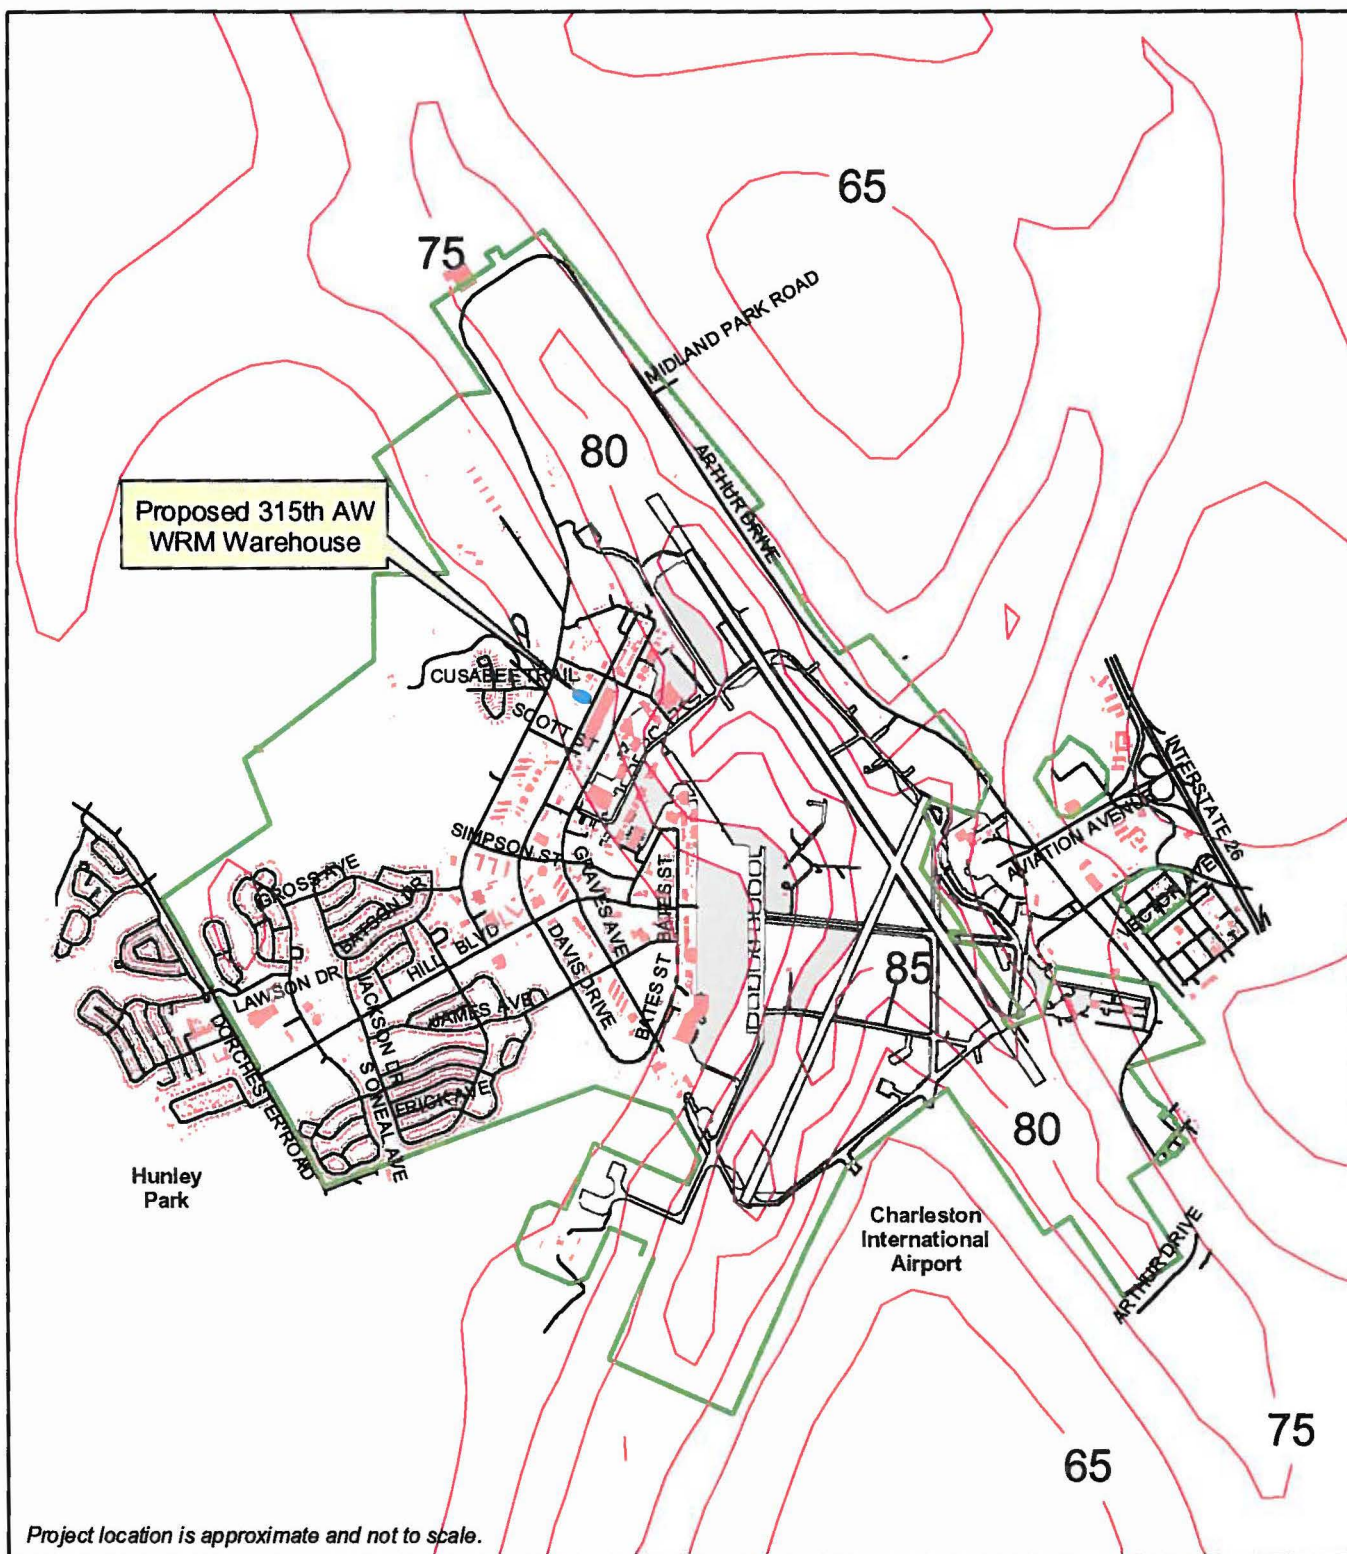 65
75
MIDLAND PARK ROAD
80
ARTHUR DRIVE
Proposed 315th AW
WRM Warehouse
CUSABEE TRAIL
SCOTT ST
INTERSTATE 26
SIMPSON ST
GRAVES AVE
BATES ST
AVIATION AVENUE
GROSS AVE
BATSON DR
HILL BLVD
DAVIS DRIVE
85
LAWSON DR
JACKSON DR
JAMES AVE
BATES ST
DORCHESTER ROAD
S ONEAL AVE
ERICK AVE
80
Hunley
Park
Charleston
International
Airport
ARTHUR DRIVE
75
65
Project location is approximate and not to scale.